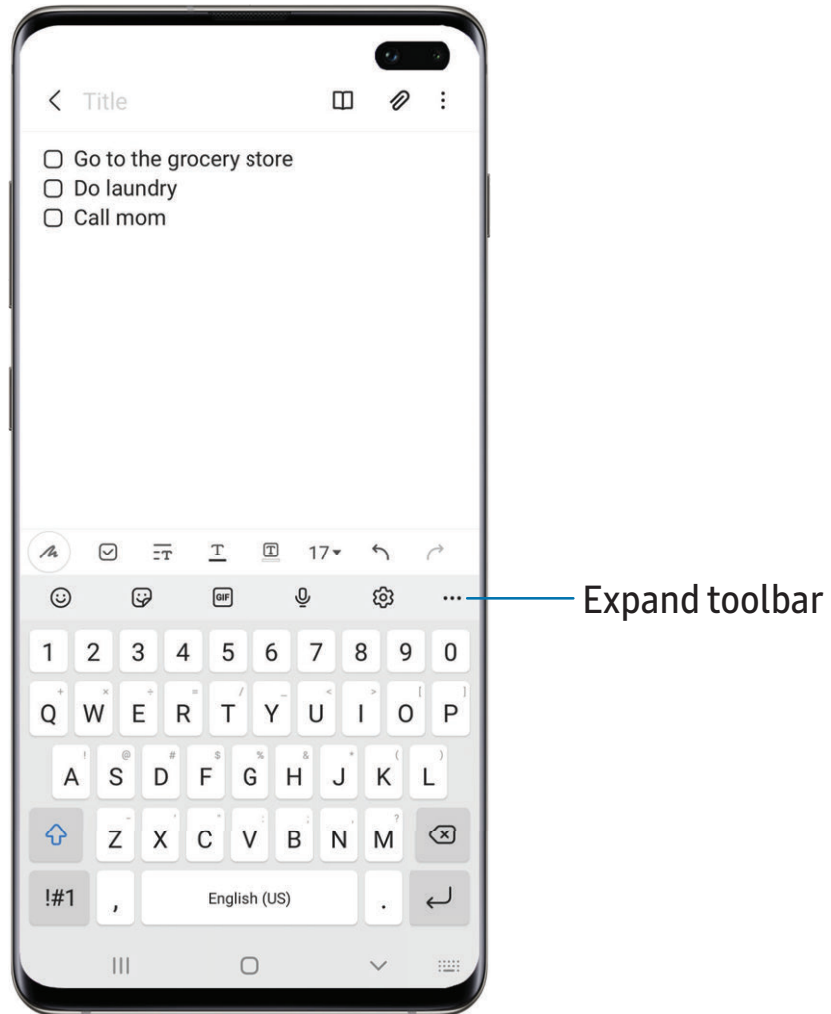 Title
Go to the grocery store
Do laundry
Call mom
T T T 17
GIF
Expand toolbar
1 2 3 4 5 6 7 8 9 0
+ × ÷ = / _ < > [ ]
Q W E R T Y U I O P
! @ # $ % & * ( )
A S D F G H J K L
- ' " : ; , ?
Z X C V B N M
!#1 , English (US) .